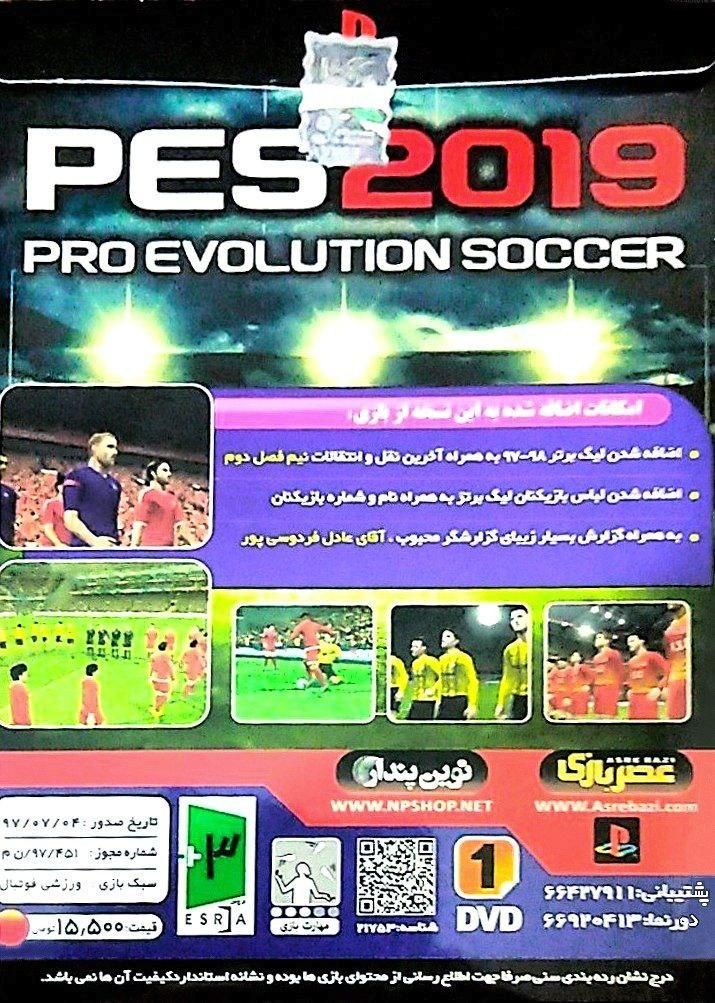 PES 2019
PRO EVOLUTION SOCCER
امکانات اضافه شده به این نسخه از بازی:
اضافه شدن لیگ برتر ۹۸-۹۷ به همراه آخرین نقل و انتقالات نیم فصل دوم
اضافه شدن لباس بازیکنان لیگ برتر به همراه نام و شماره بازیکنان
به همراه گزارش بسیار زیبای گزارشگر محبوب ، آقای عادل فردوسی پور
نوین پندار
WWW.NPSHOP.NET
ASRE BAZI
عصر بازی
WWW.Asrebazi.com
تاریخ صدور : ۹۷/۰۷/۰۴
شماره مجوز: ۹۷/۴۵۱/ن م
سبک بازی : ورزشی فوتبال
قیمت: ۱۵,۵۰۰ تومان
+۳
ESRA
مهارت بازی
شناسه: ۲۱۷۵۳
1
DVD
پشتیبانی: ۶۶۴۲۷۹۱۱
دورنما: ۶۶۹۲۰۴۱۳
درج نشان رده بندی سنی صرفا جهت اطلاع رسانی از محتوای بازی ها بوده و نشانه استاندارد کیفیت آن ها نمی باشد.